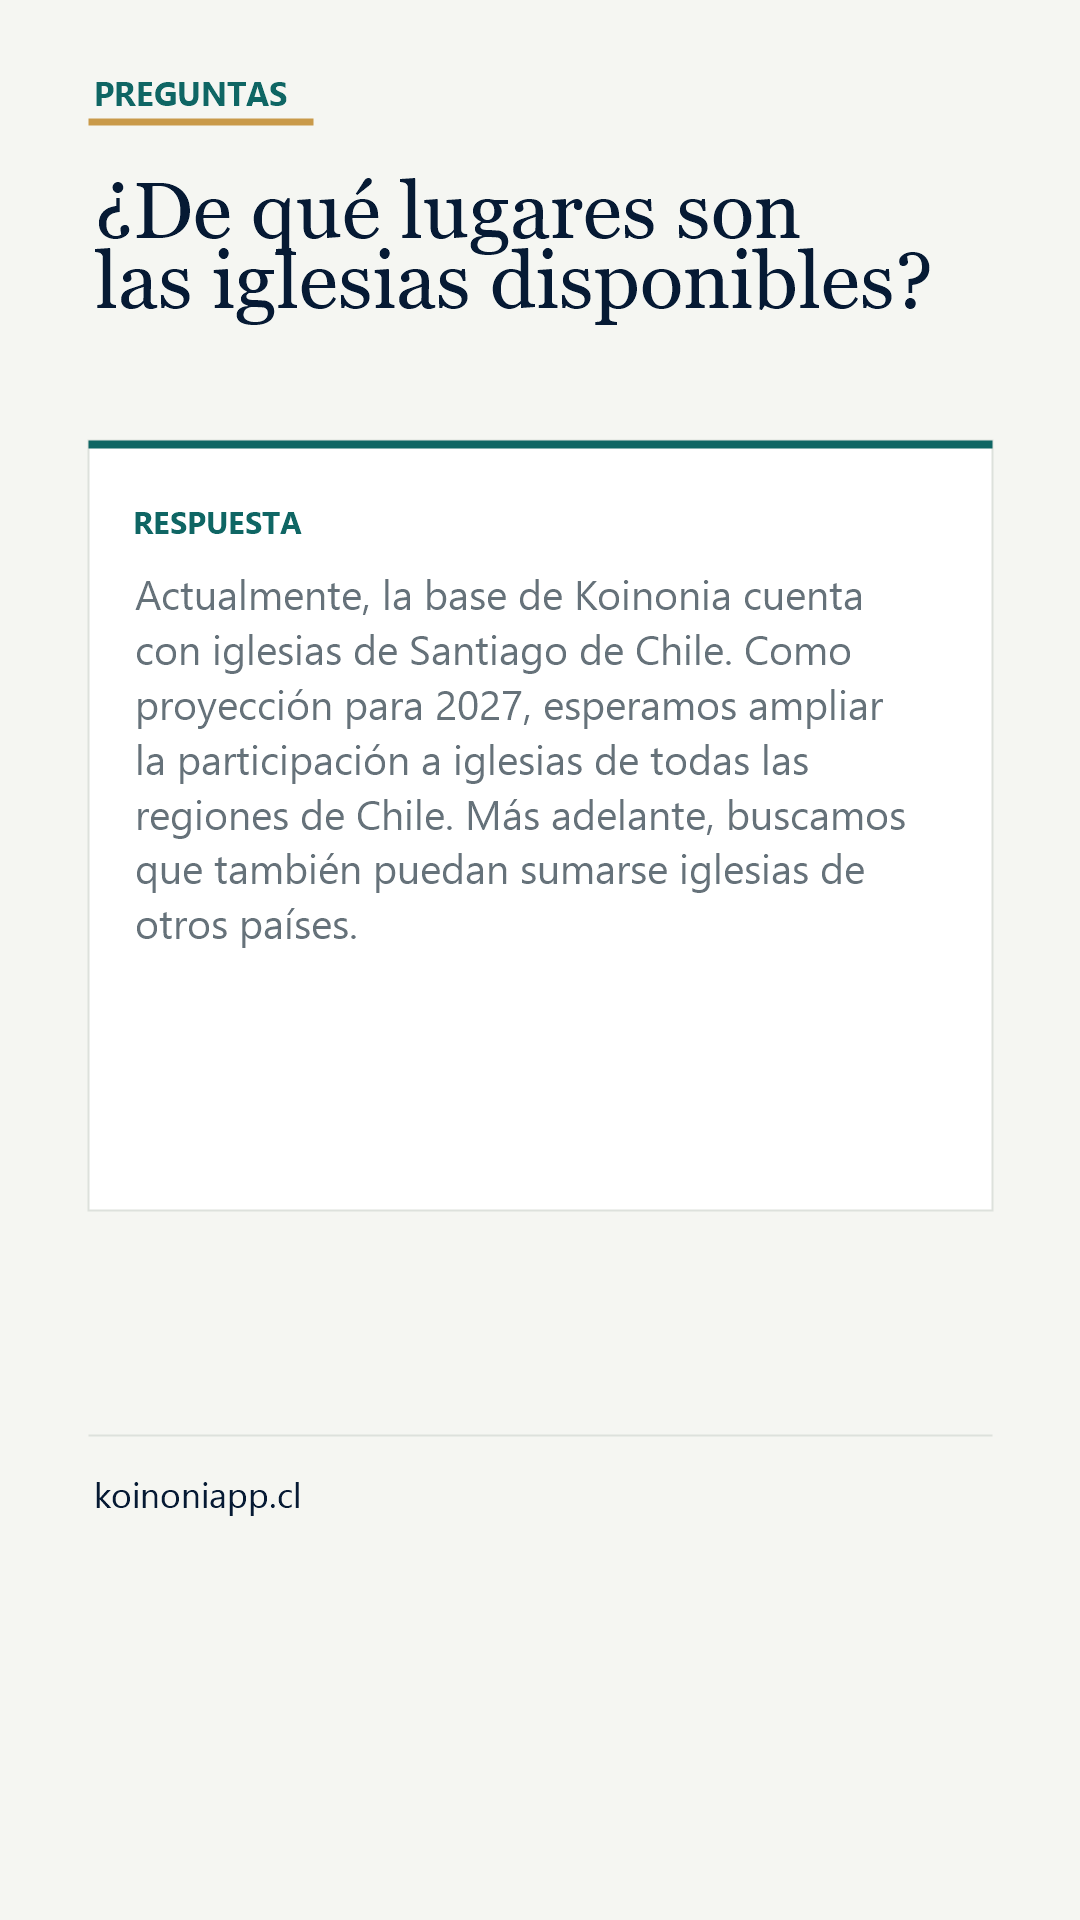 PREGUNTAS
¿De qué lugares son
las iglesias disponibles?
RESPUESTA
Actualmente, la base de Koinonia cuenta
con iglesias de Santiago de Chile. Como
proyección para 2027, esperamos ampliar
la participación a iglesias de todas las
regiones de Chile. Más adelante, buscamos
que también puedan sumarse iglesias de
otros países.
koinoniapp.cl